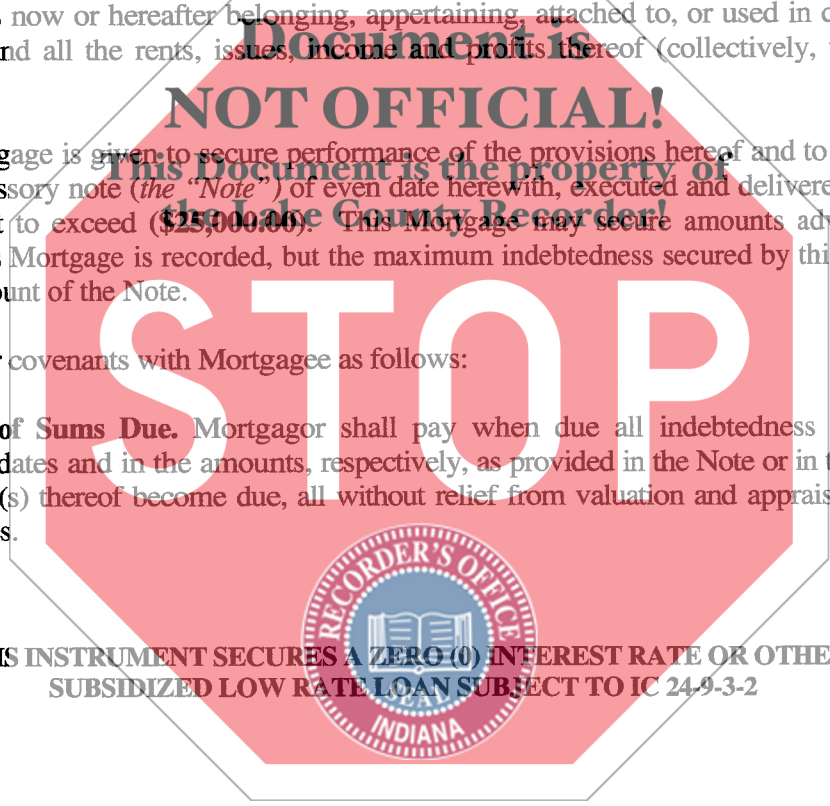 now or hereafter belonging, appertaining, attached to, or used in
nd all the rents, issues, income and profits thereof (collectively,
Document is
NOT OFFICIAL!
This Document is the property of
the Lake County Recorder!
gage is given to secure performance of the provisions hereof and to
ssory note (the “Note”) of even date herewith, executed and delivere
t to exceed ($25,000.00). This Mortgage may secure amounts adv
s Mortgage is recorded, but the maximum indebtedness secured by thi
ount of the Note.
STOP
r covenants with Mortgagee as follows:
of Sums Due. Mortgagor shall pay when due all indebtedness
dates and in the amounts, respectively, as provided in the Note or in t
(s) thereof become due, all without relief from valuation and apprais
s.
RECORDER'S OFFICE
IS INSTRUMENT SECURES A ZERO (0) INTEREST RATE OR OTHE
SUBSIDIZED LOW RATE LOAN SUBJECT TO IC 24-9-3-2
SEAL
INDIANA